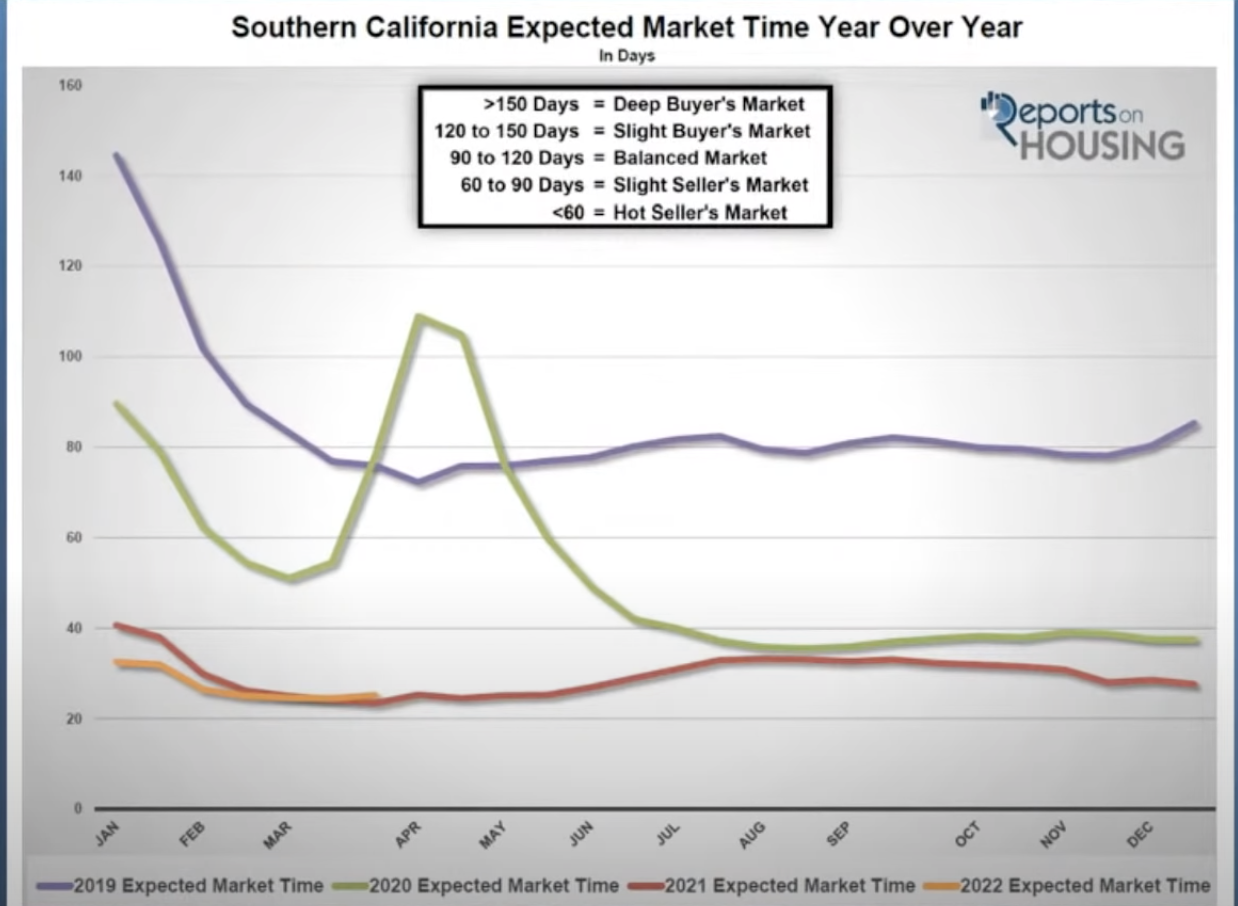 Southern California Expected Market Time Year Over Year
In Days
>150 Days = Deep Buyer's Market
120 to 150 Days = Slight Buyer's Market
90 to 120 Days = Balanced Market
60 to 90 Days = Slight Seller's Market
<60 = Hot Seller's Market
Reports on
HOUSING
160
140
120
100
80
60
40
20
0
JAN FEB MAR APR MAY JUN JUL AUG SEP OCT NOV DEC
2019 Expected Market Time 2020 Expected Market Time 2021 Expected Market Time 2022 Expected Market Time